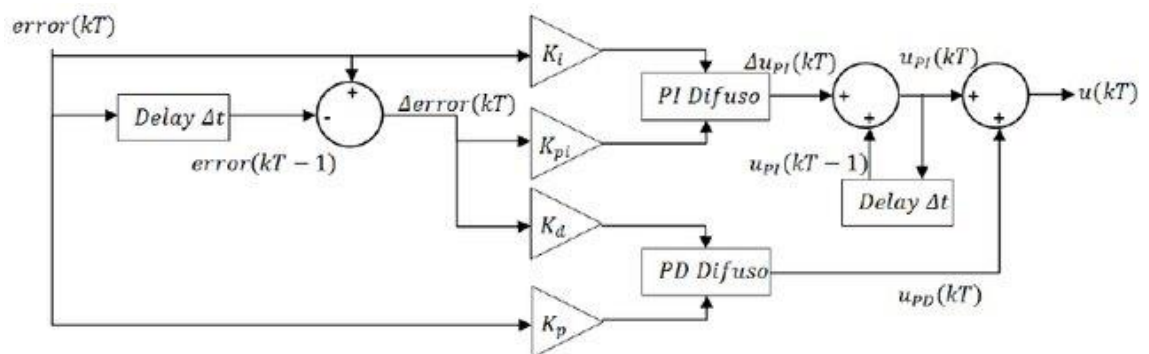 error(kT)
K_i
Δu_PI(kT)
u_PI(kT)
+
PI Difuso
+
+
u(kT)
Delay Δt
-
Δerror(kT)
+
+
error(kT − 1)
K_pi
u_PI(kT − 1)
Delay Δt
K_d
PD Difuso
u_PD(kT)
K_p